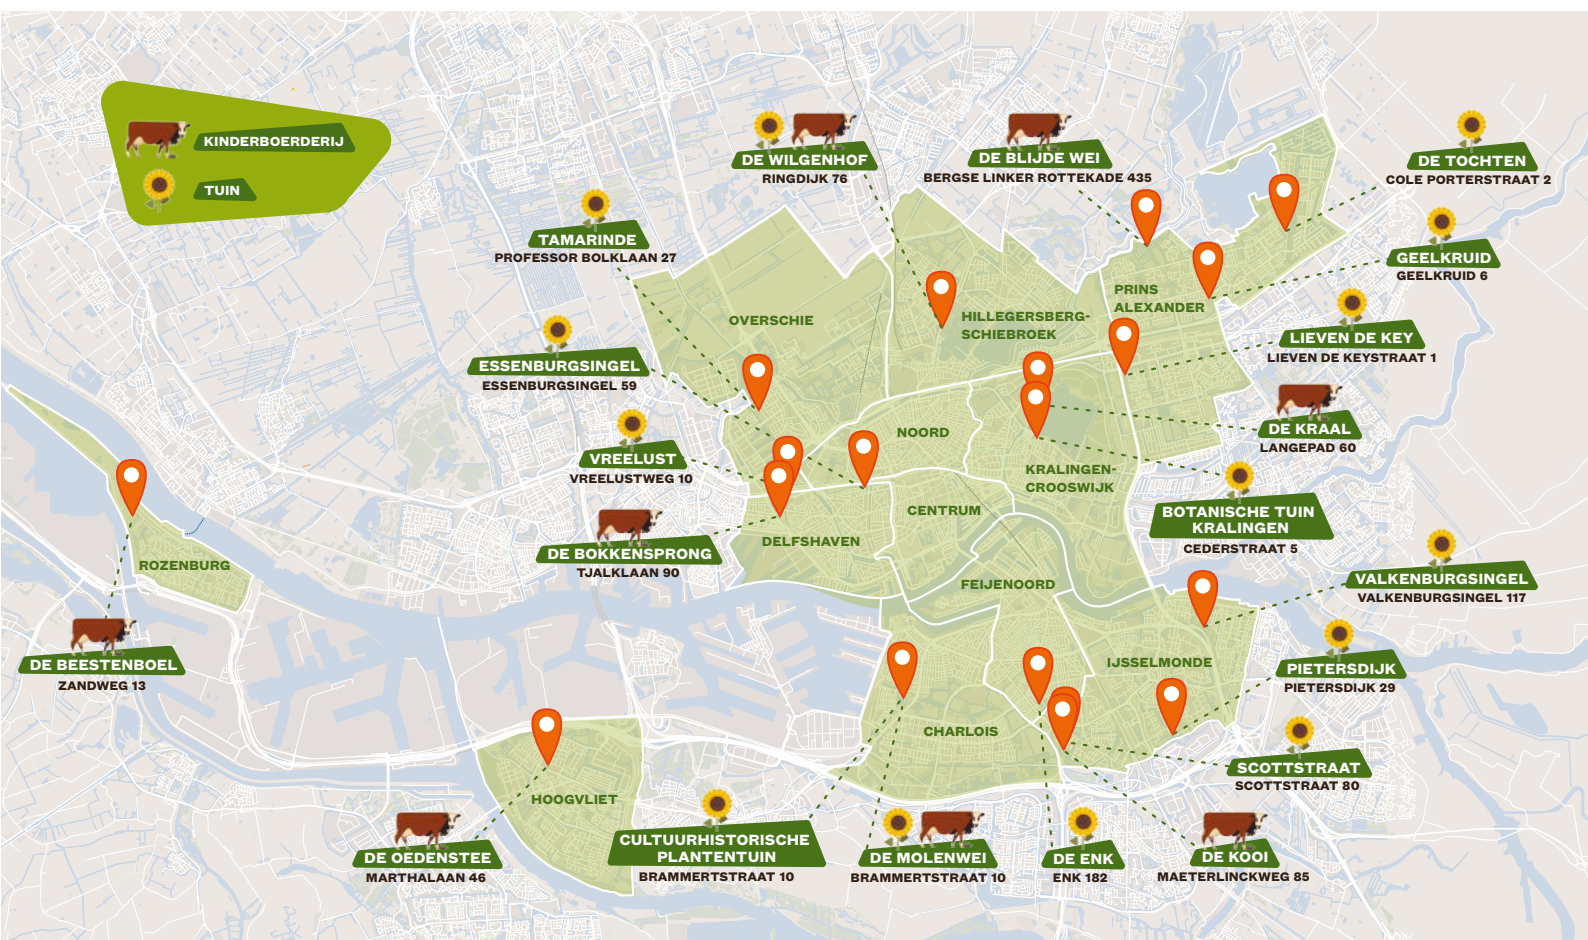 KINDERBOERDERIJ
TUIN
DE WILGENHOF
RINGDIJK 76
DE BLIJDE WEI
BERGSE LINKER ROTTEKADE 435
DE TOCHTEN
COLE PORTERSTRAAT 2
TAMARINDE
PROFESSOR BOLKLAAN 27
GEELKRUID
GEELKRUID 6
PRINS
ALEXANDER
OVERSCHIE
HILLEGERSBERG-
SCHIEBROEK
LIEVEN DE KEY
LIEVEN DE KEYSTRAAT 1
ESSENBURGSINGEL
ESSENBURGSINGEL 59
NOORD
DE KRAAL
LANGEPAD 60
VREELUST
VREELUSTWEG 10
KRALINGEN-
CROOSWIJK
CENTRUM
BOTANISCHE TUIN
KRALINGEN
CEDERSTRAAT 5
DELFSHAVEN
DE BOKKENSPRONG
TJALKLAAN 90
ROZENBURG
FEIJENOORD
VALKENBURGSINGEL
VALKENBURGSINGEL 117
DE BEESTENBOEL
ZANDWEG 13
IJSSELMONDE
PIETERSDIJK
PIETERSDIJK 29
CHARLOIS
SCOTTSTRAAT
SCOTTSTRAAT 80
HOOGVLIET
DE OEDENSTEE
MARTHALAAN 46
CULTUURHISTORISCHE
PLANTENTUIN
BRAMMERTSTRAAT 10
DE MOLENWEI
BRAMMERTSTRAAT 10
DE ENK
ENK 182
DE KOOI
MAETERLINCKWEG 85